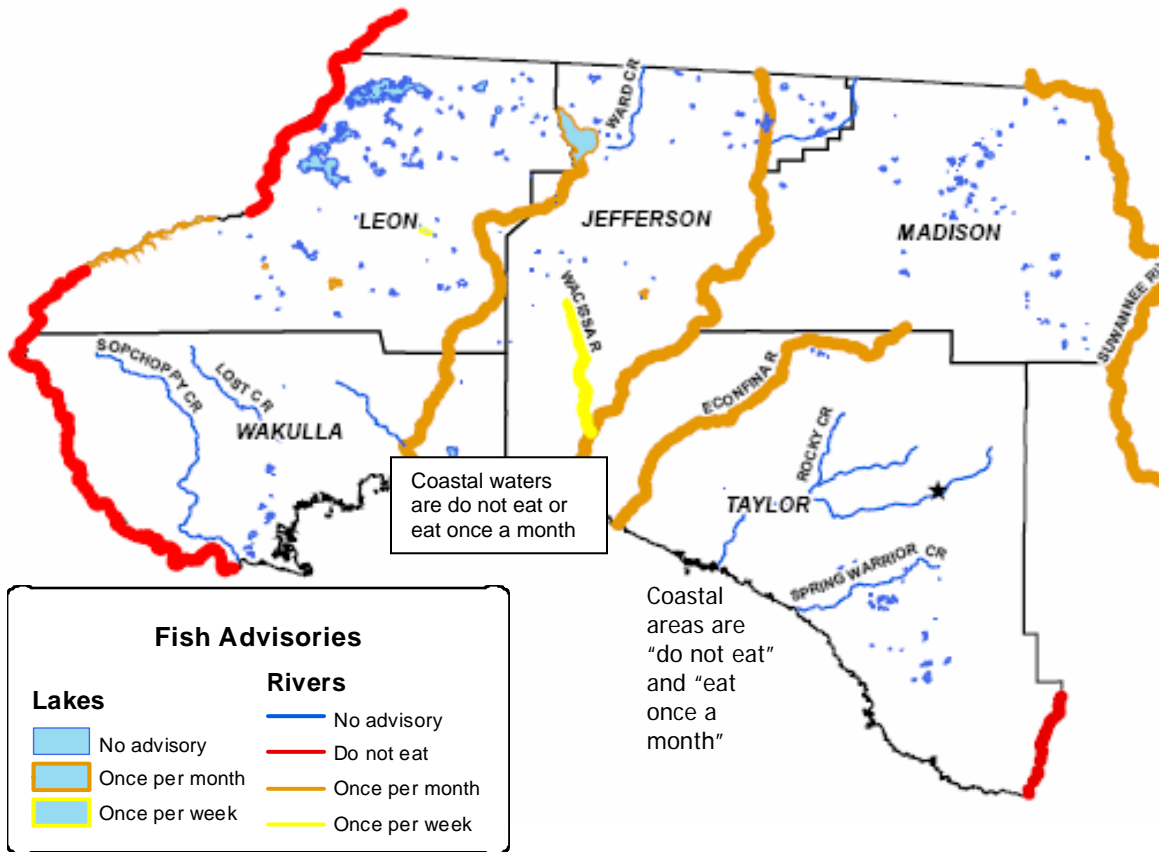 WARD CR
LEON
JEFFERSON
MADISON
WACISSA R
SUWANNEE RI
SOPCHOPPY CR
LOST CR
ECONFINA R
WAKULLA
ROCKY CR
Coastal waters
are do not eat or
eat once a month
TAYLOR
SPRING WARRIOR CR
Coastal
areas are
“do not eat”
and “eat
once a
month”
Fish Advisories
Lakes
No advisory
Once per month
Once per week
Rivers
No advisory
Do not eat
Once per month
Once per week